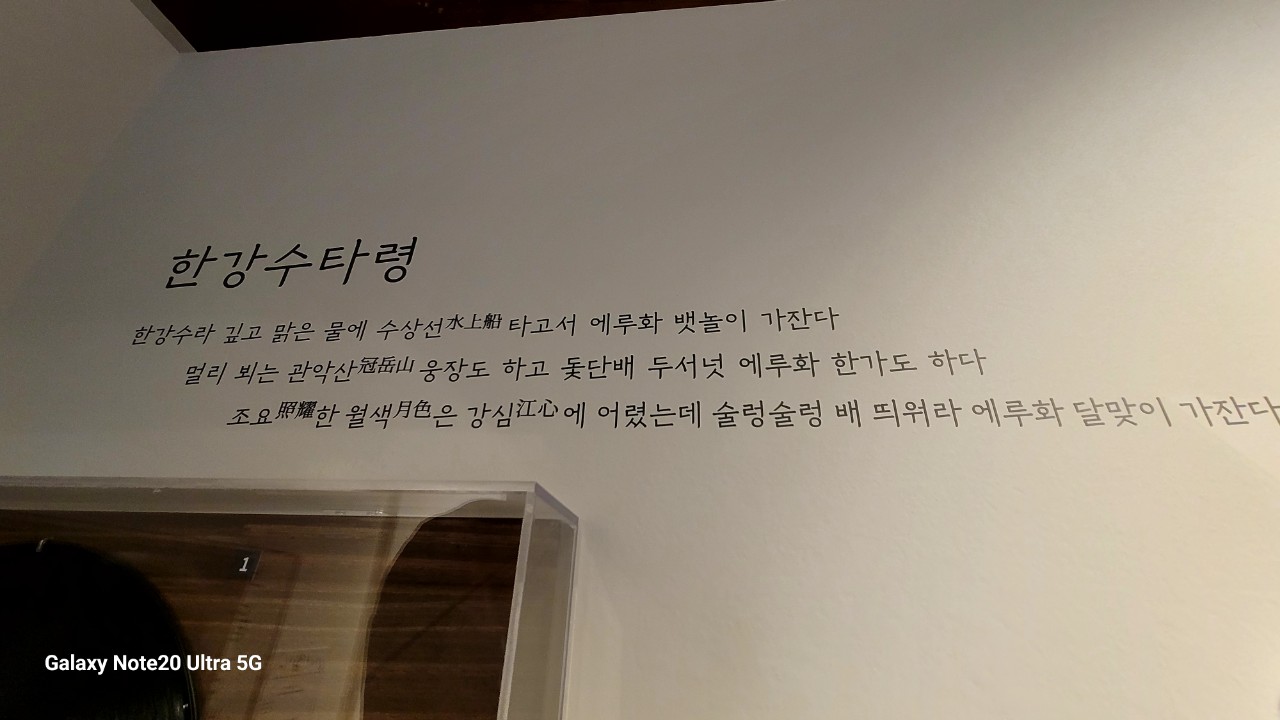 한강수타령
한강수라 깊고 맑은 물에 수상선水上船 타고서 에루화 뱃놀이 가잔다
멀리 뵈는 관악산冠岳山 웅장도 하고 돛단배 두서넛 에루화 한가도 하다
조요照耀한 월색月色은 강심江心에 어렸는데 술렁술렁 배 띄워라 에루화 달맞이 가잔다
1
Galaxy Note20 Ultra 5G